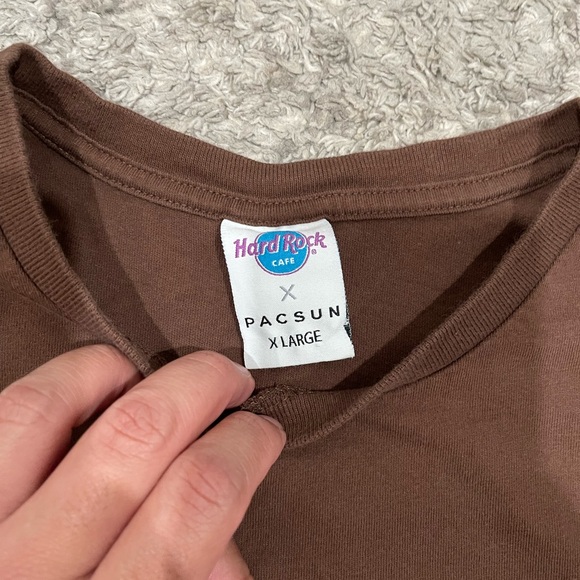 Hard Rock ®
CAFE
X
PACSUN
X LARGE